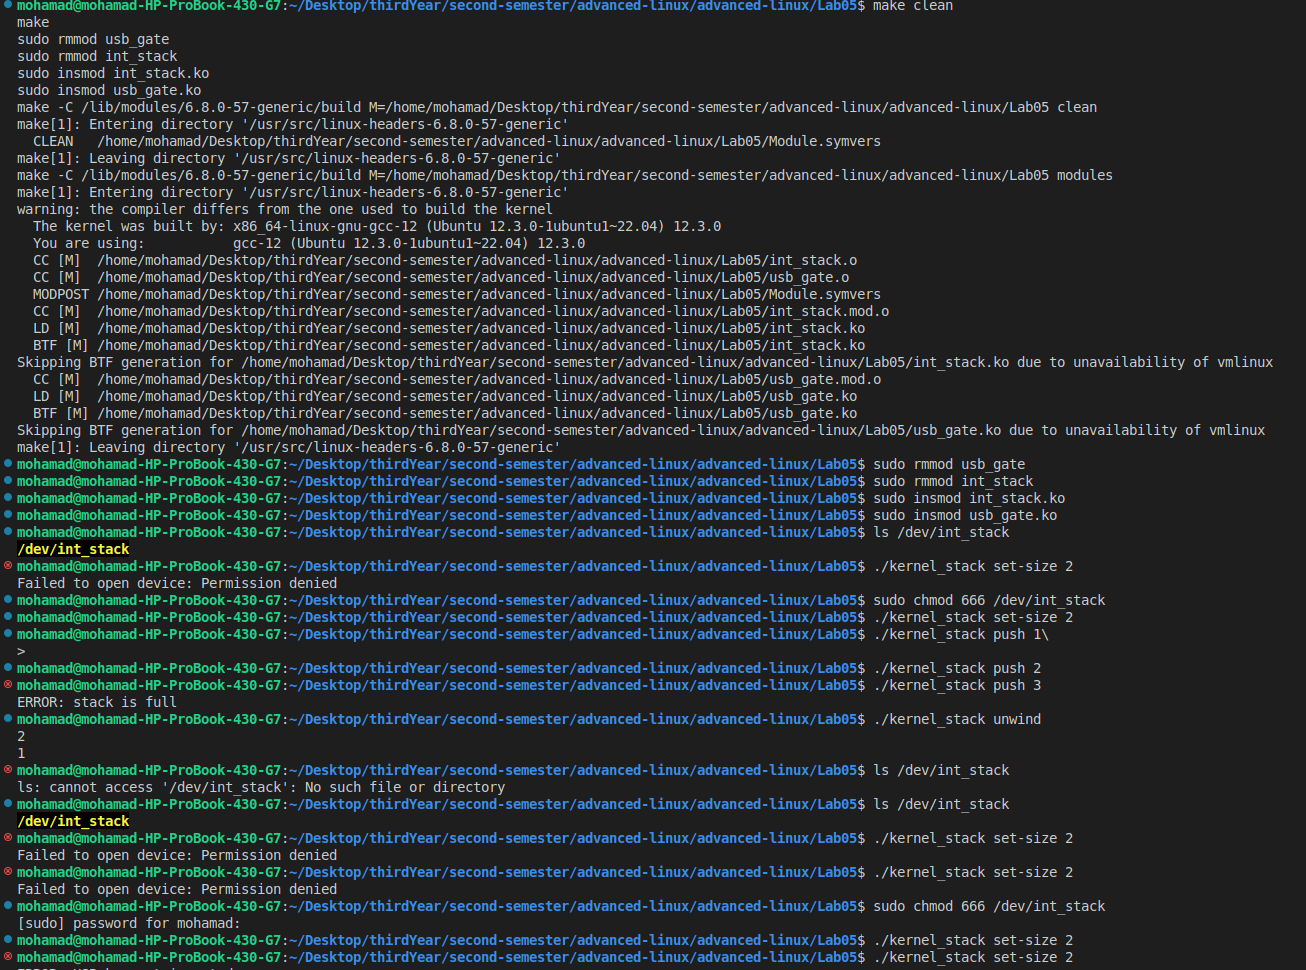 mohamad@mohamad-HP-ProBook-430-G7:~/Desktop/thirdYear/second-semester/advanced-linux/advanced-linux/Lab05$ make clean
make
sudo rmmod usb_gate
sudo rmmod int_stack
sudo insmod int_stack.ko
sudo insmod usb_gate.ko
make -C /lib/modules/6.8.0-57-generic/build M=/home/mohamad/Desktop/thirdYear/second-semester/advanced-linux/advanced-linux/Lab05 clean
make[1]: Entering directory '/usr/src/linux-headers-6.8.0-57-generic'
  CLEAN   /home/mohamad/Desktop/thirdYear/second-semester/advanced-linux/advanced-linux/Lab05/Module.symvers
make[1]: Leaving directory '/usr/src/linux-headers-6.8.0-57-generic'
make -C /lib/modules/6.8.0-57-generic/build M=/home/mohamad/Desktop/thirdYear/second-semester/advanced-linux/advanced-linux/Lab05 modules
make[1]: Entering directory '/usr/src/linux-headers-6.8.0-57-generic'
warning: the compiler differs from the one used to build the kernel
  The kernel was built by: x86_64-linux-gnu-gcc-12 (Ubuntu 12.3.0-1ubuntu1~22.04) 12.3.0
  You are using:           gcc-12 (Ubuntu 12.3.0-1ubuntu1~22.04) 12.3.0
  CC [M]  /home/mohamad/Desktop/thirdYear/second-semester/advanced-linux/advanced-linux/Lab05/int_stack.o
  CC [M]  /home/mohamad/Desktop/thirdYear/second-semester/advanced-linux/advanced-linux/Lab05/usb_gate.o
  MODPOST /home/mohamad/Desktop/thirdYear/second-semester/advanced-linux/advanced-linux/Lab05/Module.symvers
  CC [M]  /home/mohamad/Desktop/thirdYear/second-semester/advanced-linux/advanced-linux/Lab05/int_stack.mod.o
  LD [M]  /home/mohamad/Desktop/thirdYear/second-semester/advanced-linux/advanced-linux/Lab05/int_stack.ko
  BTF [M] /home/mohamad/Desktop/thirdYear/second-semester/advanced-linux/advanced-linux/Lab05/int_stack.ko
Skipping BTF generation for /home/mohamad/Desktop/thirdYear/second-semester/advanced-linux/advanced-linux/Lab05/int_stack.ko due to unavailability of vmlinux
  CC [M]  /home/mohamad/Desktop/thirdYear/second-semester/advanced-linux/advanced-linux/Lab05/usb_gate.mod.o
  LD [M]  /home/mohamad/Desktop/thirdYear/second-semester/advanced-linux/advanced-linux/Lab05/usb_gate.ko
  BTF [M] /home/mohamad/Desktop/thirdYear/second-semester/advanced-linux/advanced-linux/Lab05/usb_gate.ko
Skipping BTF generation for /home/mohamad/Desktop/thirdYear/second-semester/advanced-linux/advanced-linux/Lab05/usb_gate.ko due to unavailability of vmlinux
make[1]: Leaving directory '/usr/src/linux-headers-6.8.0-57-generic'
mohamad@mohamad-HP-ProBook-430-G7:~/Desktop/thirdYear/second-semester/advanced-linux/advanced-linux/Lab05$ sudo rmmod usb_gate
mohamad@mohamad-HP-ProBook-430-G7:~/Desktop/thirdYear/second-semester/advanced-linux/advanced-linux/Lab05$ sudo rmmod int_stack
mohamad@mohamad-HP-ProBook-430-G7:~/Desktop/thirdYear/second-semester/advanced-linux/advanced-linux/Lab05$ sudo insmod int_stack.ko
mohamad@mohamad-HP-ProBook-430-G7:~/Desktop/thirdYear/second-semester/advanced-linux/advanced-linux/Lab05$ sudo insmod usb_gate.ko
mohamad@mohamad-HP-ProBook-430-G7:~/Desktop/thirdYear/second-semester/advanced-linux/advanced-linux/Lab05$ ls /dev/int_stack
/dev/int_stack
mohamad@mohamad-HP-ProBook-430-G7:~/Desktop/thirdYear/second-semester/advanced-linux/advanced-linux/Lab05$ ./kernel_stack set-size 2
Failed to open device: Permission denied
mohamad@mohamad-HP-ProBook-430-G7:~/Desktop/thirdYear/second-semester/advanced-linux/advanced-linux/Lab05$ sudo chmod 666 /dev/int_stack
mohamad@mohamad-HP-ProBook-430-G7:~/Desktop/thirdYear/second-semester/advanced-linux/advanced-linux/Lab05$ ./kernel_stack set-size 2
mohamad@mohamad-HP-ProBook-430-G7:~/Desktop/thirdYear/second-semester/advanced-linux/advanced-linux/Lab05$ ./kernel_stack push 1\
>
mohamad@mohamad-HP-ProBook-430-G7:~/Desktop/thirdYear/second-semester/advanced-linux/advanced-linux/Lab05$ ./kernel_stack push 2
mohamad@mohamad-HP-ProBook-430-G7:~/Desktop/thirdYear/second-semester/advanced-linux/advanced-linux/Lab05$ ./kernel_stack push 3
ERROR: stack is full
mohamad@mohamad-HP-ProBook-430-G7:~/Desktop/thirdYear/second-semester/advanced-linux/advanced-linux/Lab05$ ./kernel_stack unwind
2
1
mohamad@mohamad-HP-ProBook-430-G7:~/Desktop/thirdYear/second-semester/advanced-linux/advanced-linux/Lab05$ ls /dev/int_stack
ls: cannot access '/dev/int_stack': No such file or directory
mohamad@mohamad-HP-ProBook-430-G7:~/Desktop/thirdYear/second-semester/advanced-linux/advanced-linux/Lab05$ ls /dev/int_stack
/dev/int_stack
mohamad@mohamad-HP-ProBook-430-G7:~/Desktop/thirdYear/second-semester/advanced-linux/advanced-linux/Lab05$ ./kernel_stack set-size 2
Failed to open device: Permission denied
mohamad@mohamad-HP-ProBook-430-G7:~/Desktop/thirdYear/second-semester/advanced-linux/advanced-linux/Lab05$ ./kernel_stack set-size 2
Failed to open device: Permission denied
mohamad@mohamad-HP-ProBook-430-G7:~/Desktop/thirdYear/second-semester/advanced-linux/advanced-linux/Lab05$ sudo chmod 666 /dev/int_stack
[sudo] password for mohamad:
mohamad@mohamad-HP-ProBook-430-G7:~/Desktop/thirdYear/second-semester/advanced-linux/advanced-linux/Lab05$ ./kernel_stack set-size 2
mohamad@mohamad-HP-ProBook-430-G7:~/Desktop/thirdYear/second-semester/advanced-linux/advanced-linux/Lab05$ ./kernel_stack set-size 2